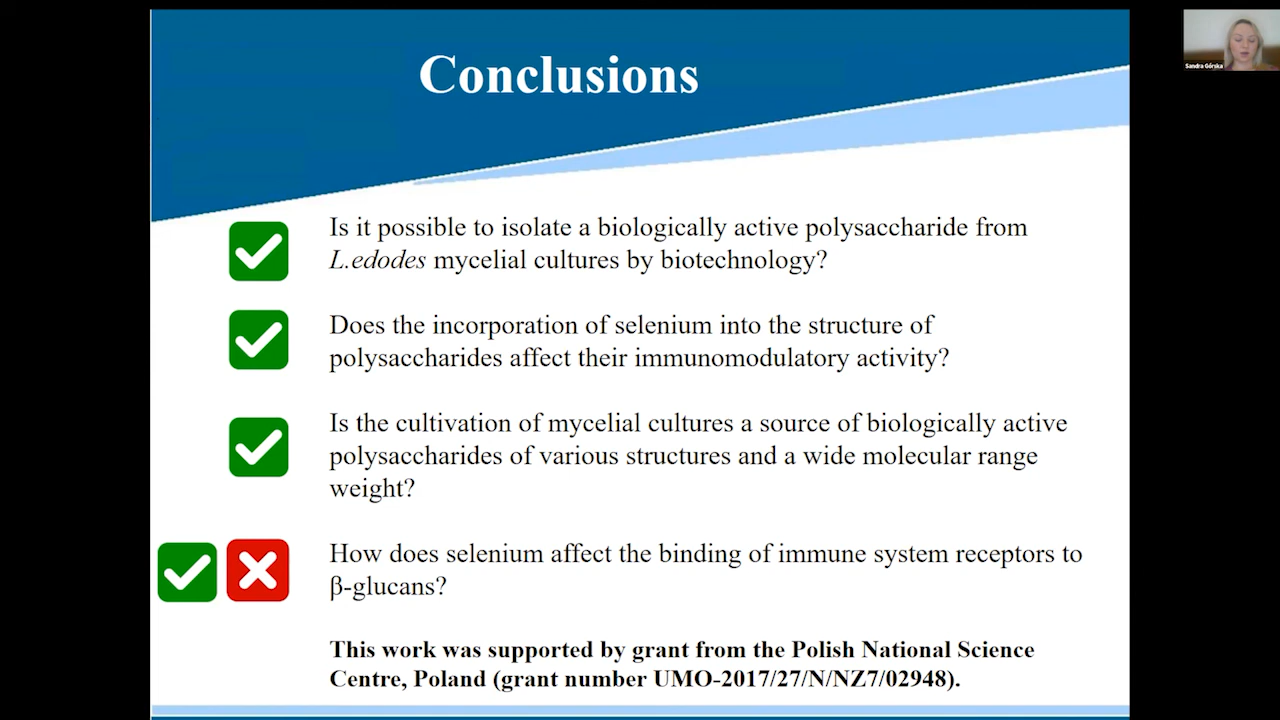 Conclusions
Sandra Górska
Is it possible to isolate a biologically active polysaccharide from
L.edodes mycelial cultures by biotechnology?
Does the incorporation of selenium into the structure of
polysaccharides affect their immunomodulatory activity?
Is the cultivation of mycelial cultures a source of biologically active
polysaccharides of various structures and a wide molecular range
weight?
How does selenium affect the binding of immune system receptors to
β-glucans?
This work was supported by grant from the Polish National Science
Centre, Poland (grant number UMO-2017/27/N/NZ7/02948).